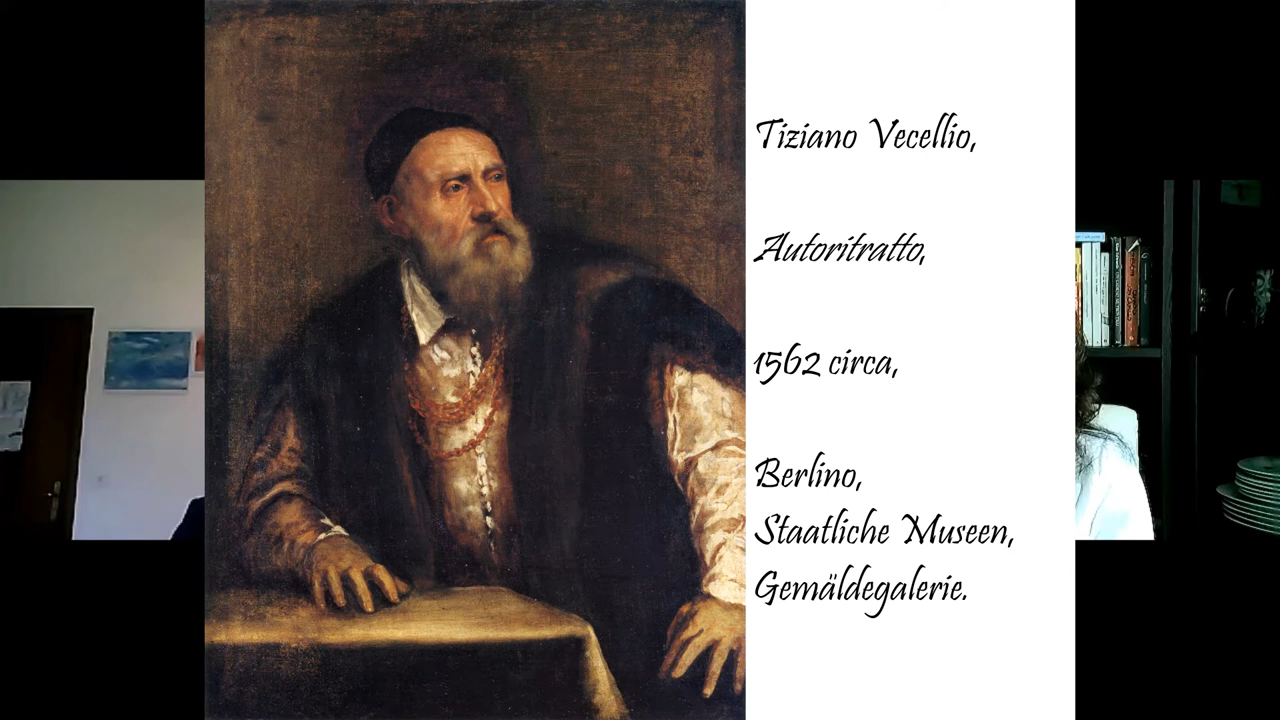 Tiziano Vecellio,
Autoritratto,
1562 circa,
Berlino,
Staatliche Museen,
Gemäldegalerie.